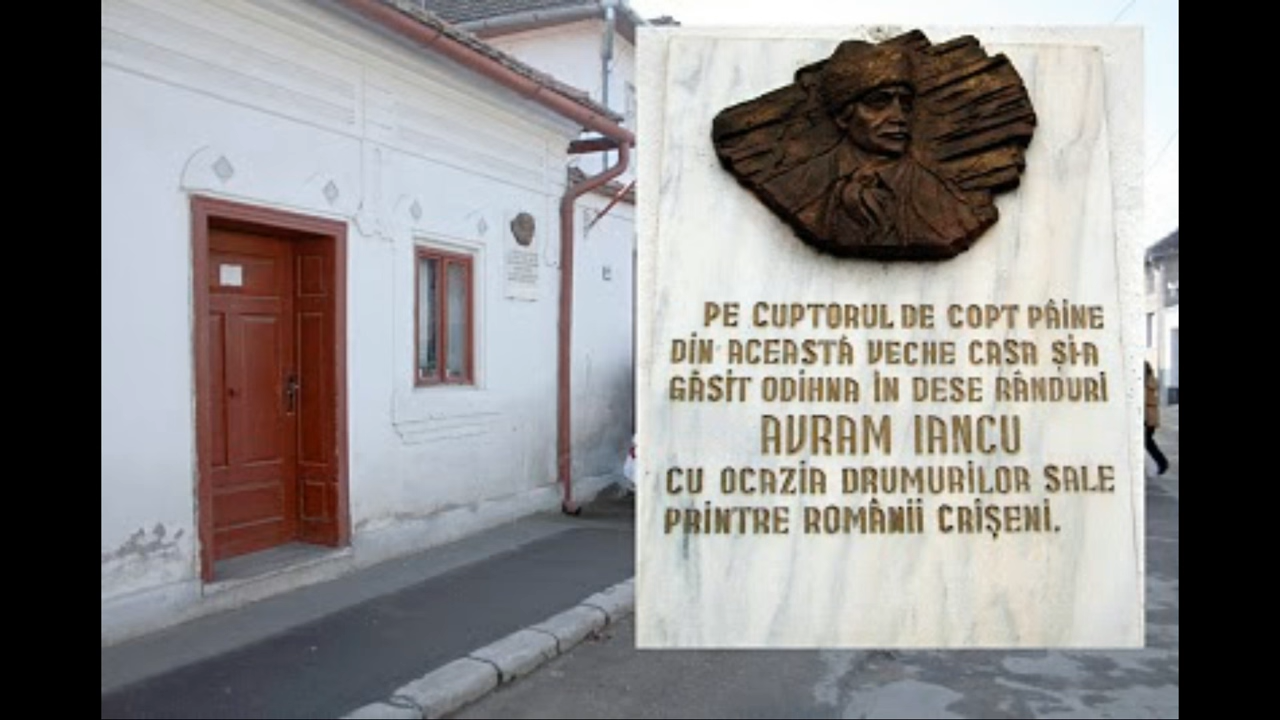 PE CUPTORUL DE COPT PÂINE
DIN ACEASTĂ VECHE CASA ȘI-A
GĂSIT ODIHNA ÎN DESE RÂNDURI
AVRAM IANCU
CU OCAZIA DRUMURILOR SALE
PRINTRE ROMÂNII CRIȘENI.